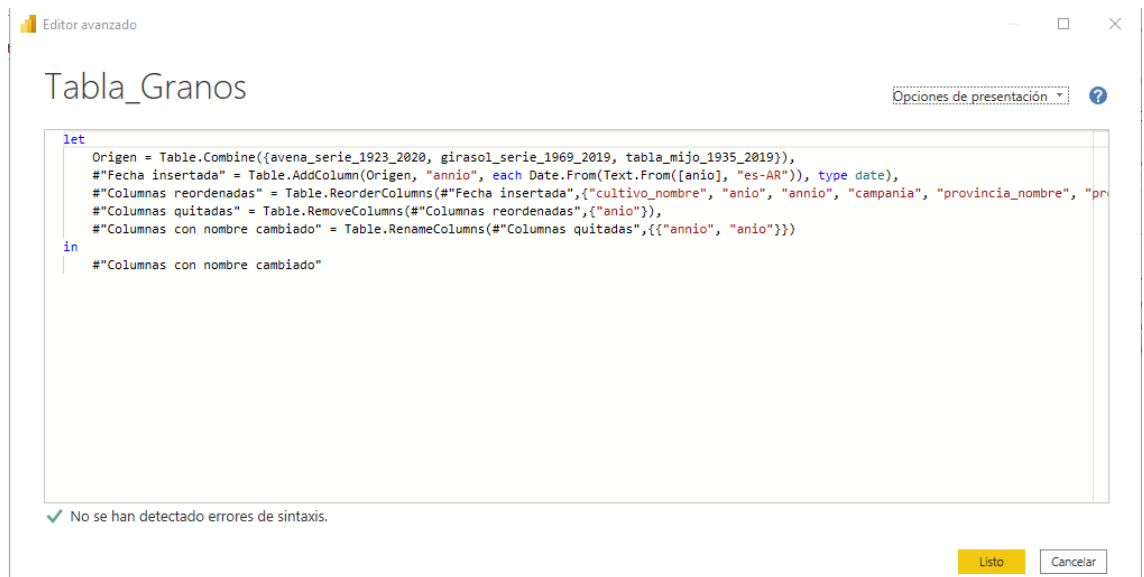 Editor avanzado
Tabla_Granos
Opciones de presentación
let
Origen = Table.Combine({avena_serie_1923_2020, girasol_serie_1969_2019, tabla_mijo_1935_2019}),
#"Fecha insertada" = Table.AddColumn(Origen, "annio", each Date.From(Text.From([anio], "es-AR")), type date),
#"Columnas reordenadas" = Table.ReorderColumns(#"Fecha insertada",{"cultivo_nombre", "anio", "annio", "campania", "provincia_nombre", "pr
#"Columnas quitadas" = Table.RemoveColumns(#"Columnas reordenadas",{"anio"}),
#"Columnas con nombre cambiado" = Table.RenameColumns(#"Columnas quitadas",{{"annio", "anio"}})
in
#"Columnas con nombre cambiado"
No se han detectado errores de sintaxis.
Listo
Cancelar